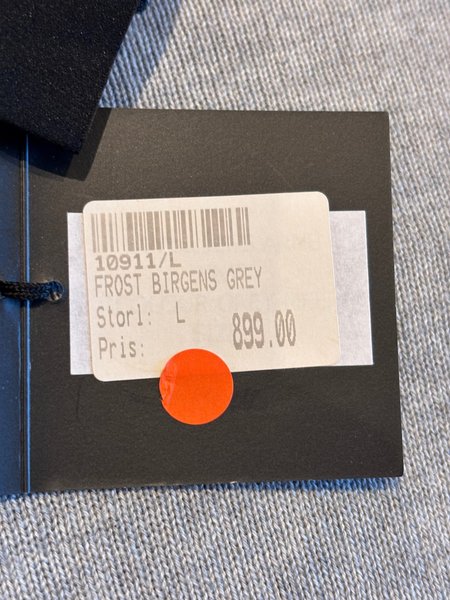 10911/L
FROST BIRGENS GREY
Storl: L
Pris: 899.00